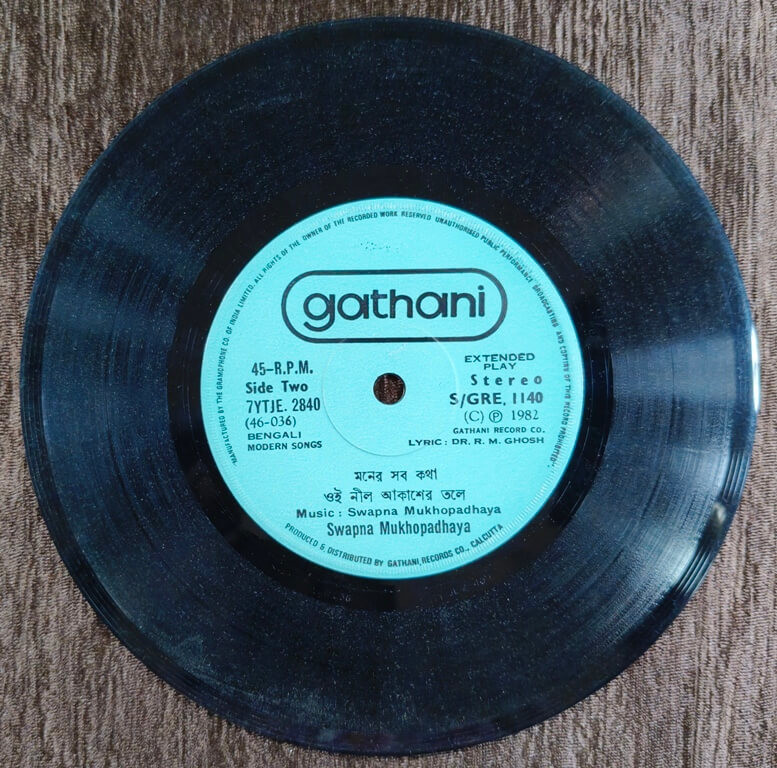 MANUFACTURED BY THE GRAMOPHONE CO. OF INDIA LIMITED. ALL RIGHTS OF THE OWNER OF THE RECORDED WORK RESERVED UNAUTHORISED PUBLIC PERFORMANCE BROADCASTING AND COPYING OF THIS RECORD PROHIBITED.
gathani
45-R.P.M.
Side Two
7YTJE. 2840
(46-036)
BENGALI
MODERN SONGS
EXTENDED
PLAY
Stereo
S/GRE, 1140
(C) Ⓟ 1982
GATHANI RECORD CO.
LYRIC : DR. R. M. GHOSH
মনের সব কথা
ওই নীল আকাশের তলে
Music : Swapna Mukhopadhaya
Swapna Mukhopadhaya
PRODUCED & DISTRIBUTED BY GATHANI RECORDS CO., CALCUTTA